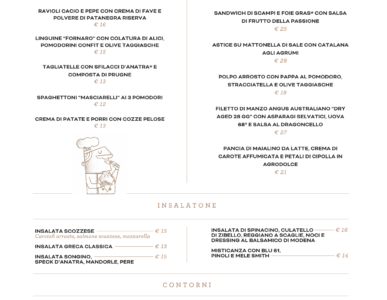 RAVIOLI CACIO E PEPE CON CREMA DI FAVE E
POLVERE DI PATANEGRA RISERVA
€ 16
LINGUINE "FORNARO" CON COLATURA DI ALICI,
POMODORINI CONFIT E OLIVE TAGGIASCHE
€ 15
TAGLIATELLE CON SFILACCI D'ANATRA* E
COMPOSTA DI PRUGNE
€ 13
SPAGHETTONI "MASCIARELLI" AI 3 POMODORI
€ 12
CREMA DI PATATE E PORRI CON COZZE PELOSE
€ 13
SANDWICH DI SCAMPI E FOIE GRAS* CON SALSA
DI FRUTTO DELLA PASSIONE
€ 25
ASTICE SU MATTONELLA DI SALE CON CATALANA
AGLI AGRUMI
€ 28
POLPO ARROSTO CON PAPPA AL POMODORO,
STRACCIATELLA E OLIVE TAGGIASCHE
€ 19
FILETTO DI MANZO ANGUS AUSTRALIANO "DRY
AGED 28 GG" CON ASPARAGI SELVATICI, UOVA
68° E SALSA AL DRAGONCELLO
€ 27
PANCIA DI MAIALINO DA LATTE, CREMA DI
CAROTE AFFUMICATA E PETALI DI CIPOLLA IN
AGRODOLCE
€ 21
INSALATONE
INSALATA SCOZZESE € 15
INSALATA GRECA CLASSICA € 13
INSALATA SONGINO, € 15
SPECK D'ANATRA, MANDORLE, PERE
INSALATA DI SPINACINO, CULATELLO € 18
DI ZIBELLO, REGGIANO A SCAGLIE, NOCI E
DRESSING AL BALSAMICO DI MODENA
MISTICANZA CON BLU 61,
PINOLI E MELE SMITH € 14
CONTORNI